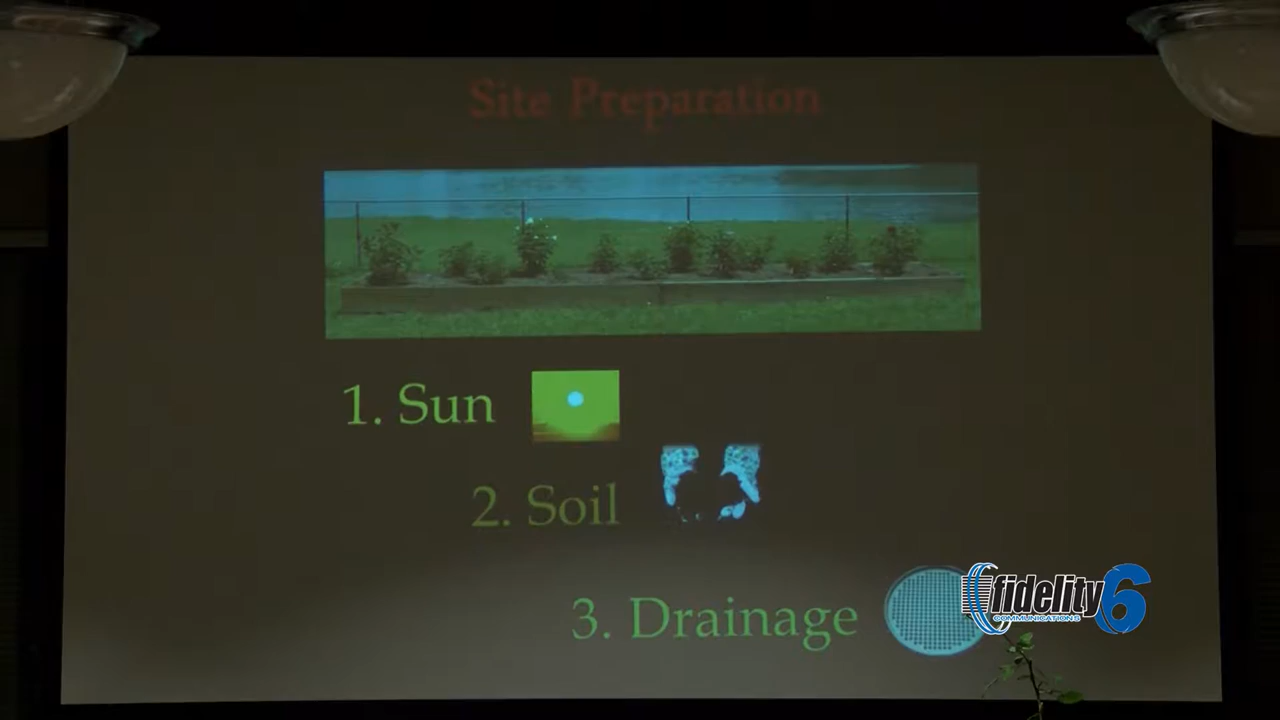 Site Preparation
1. Sun
2. Soil
3. Drainage
fidelity 6
COMMUNICATIONS